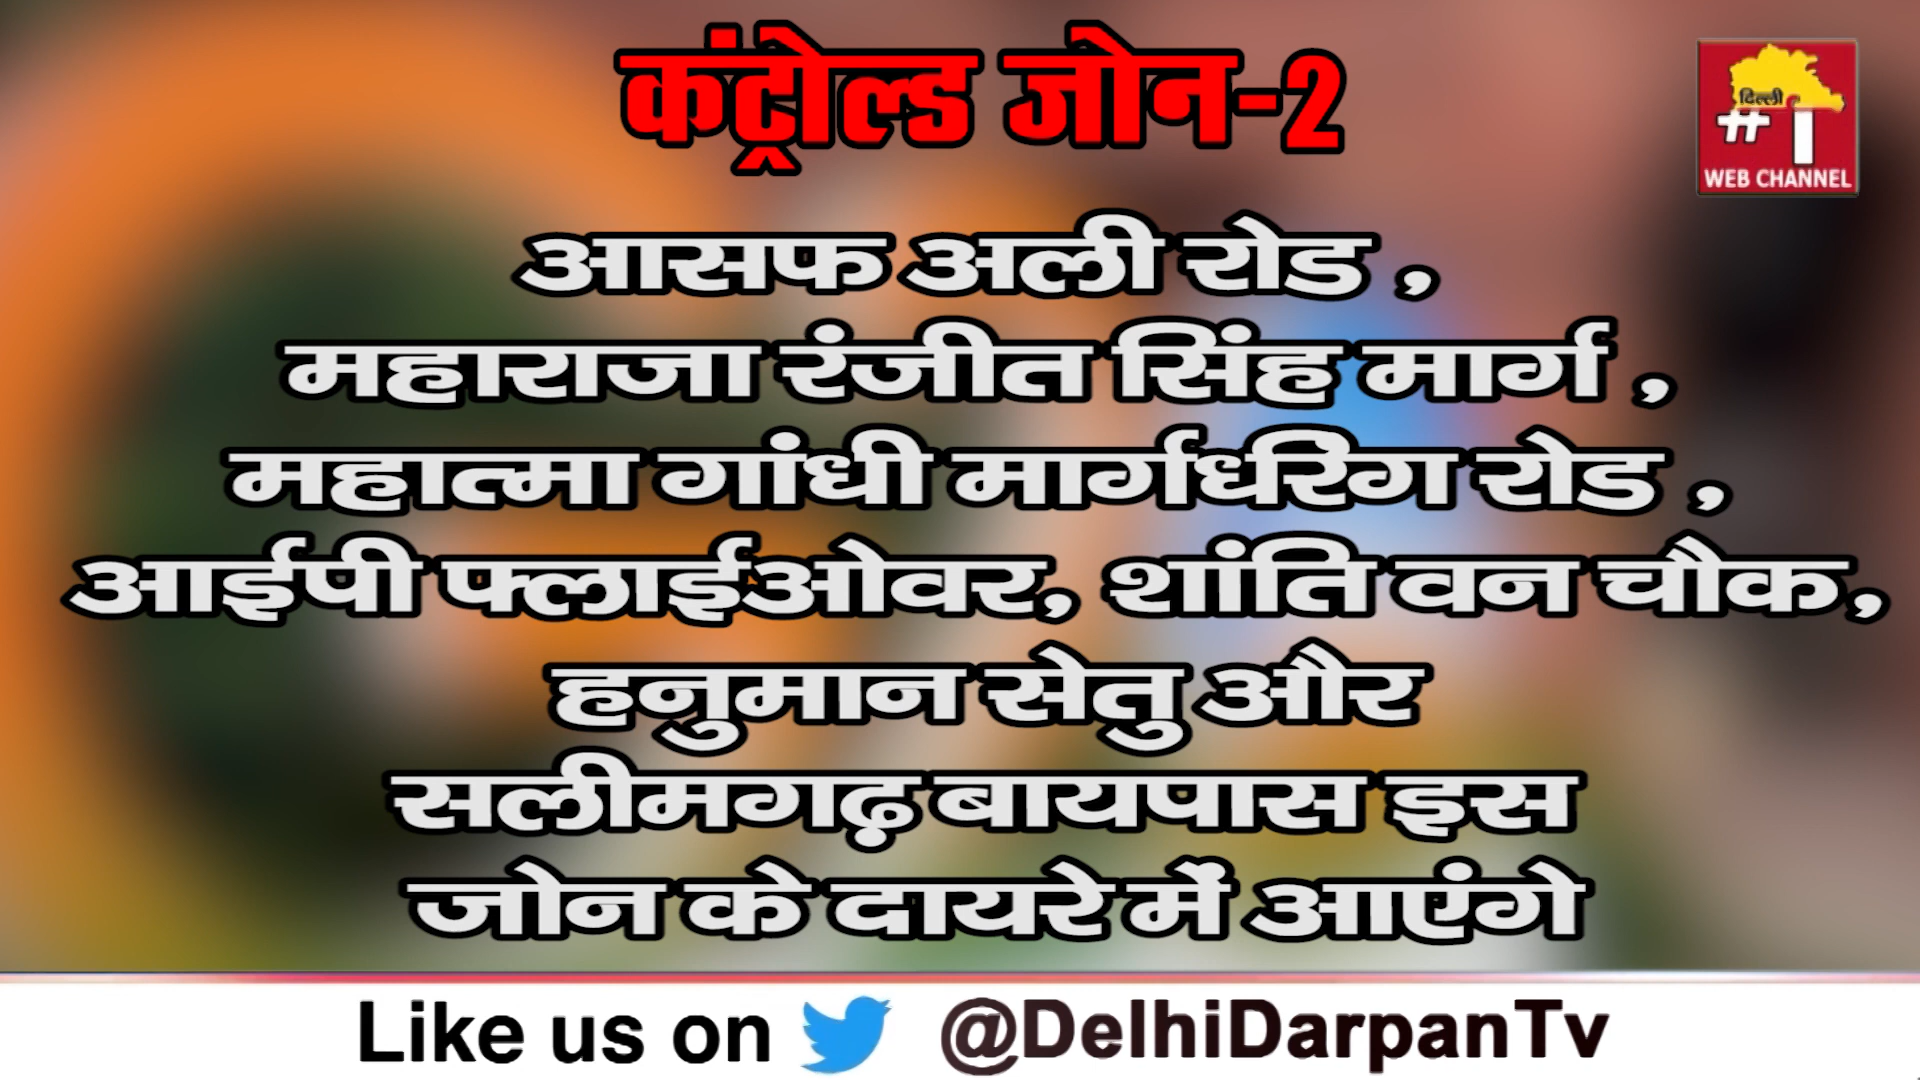 कंट्रोल्ड जोन-2
दिल्ली
#1
WEB CHANNEL
आसफ अली रोड ,
महाराजा रंजीत सिंह मार्ग ,
महात्मा गांधी मार्गधरिंग रोड ,
आईपी फ्लाईओवर, शांति वन चौक,
हनुमान सेतु और
सलीमगढ़ बायपास इस
जोन के दायरे में आएंगे
Like us on @DelhiDarpanTv